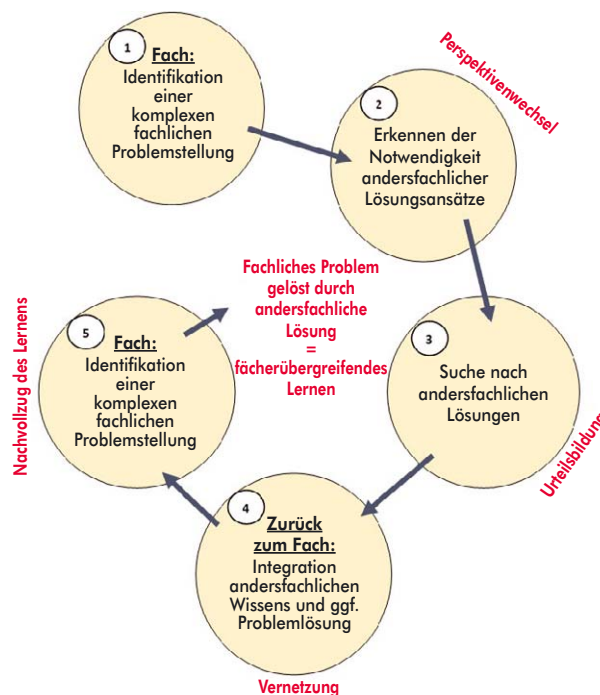 1
Fach:
Identifikation
einer
komplexen
fachlichen
Problemstellung
Perspektivenwechsel
2
Erkennen der
Notwendigkeit
andersfachlicher
Lösungsansätze
3
Suche nach
andersfachlichen
Lösungen
Urteilsbildung
4
Zurück
zum Fach:
Integration
andersfachlichen
Wissens und ggf.
Problemlösung
Vernetzung
5
Fach:
Identifikation
einer
komplexen
fachlichen
Problemstellung
Nachvollzug des Lernens
Fachliches Problem
gelöst durch
andersfachliche
Lösung
=
fächerübergreifendes
Lernen